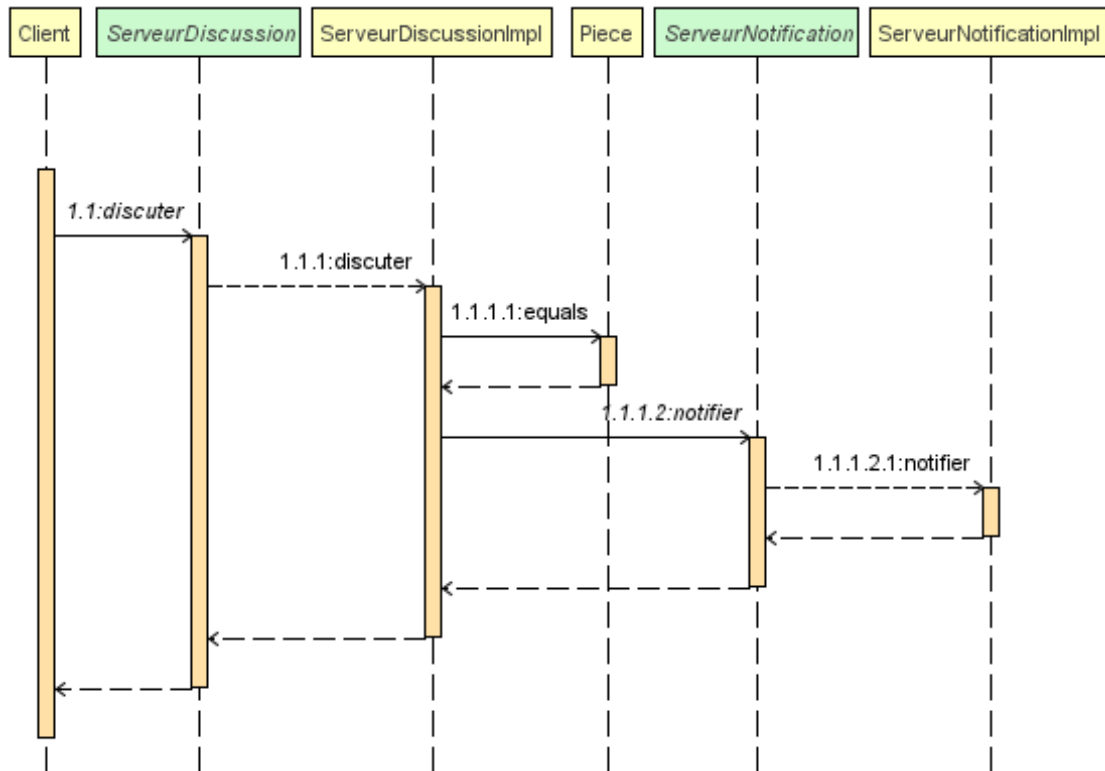 Client
ServeurDiscussion
ServeurDiscussionImpl
Piece
ServeurNotification
ServeurNotificationImpl
1.1:discuter
1.1.1:discuter
1.1.1.1:equals
1.1.1.2:notifier
1.1.1.2.1:notifier